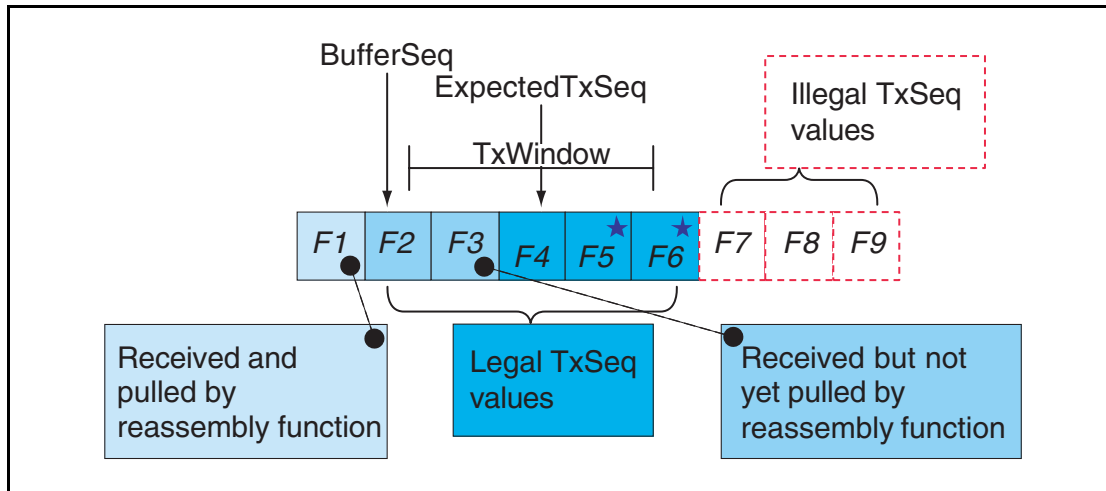 BufferSeq
ExpectedTxSeq
TxWindow
Illegal TxSeq
values
F1 F2 F3 F4 F5 F6 F7 F8 F9
Received and
pulled by
reassembly function
Legal TxSeq
values
Received but not
yet pulled by
reassembly function